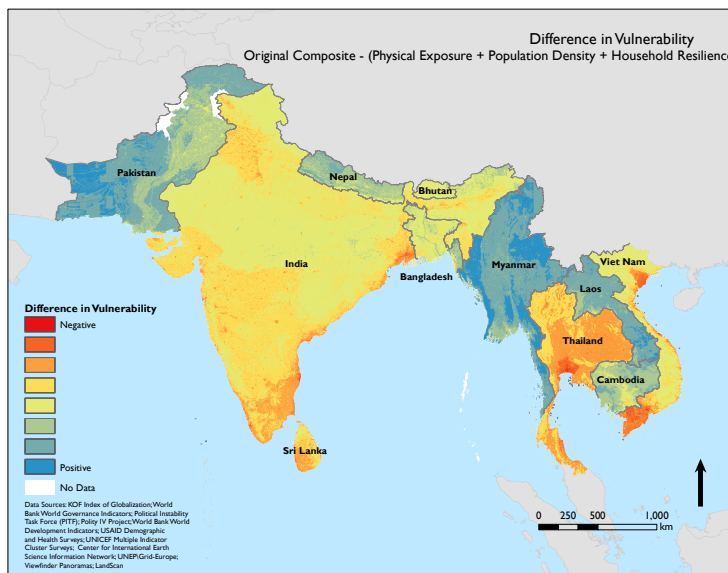 Difference in Vulnerability
Original Composite - (Physical Exposure + Population Density + Household Resilience
Pakistan
Nepal
Bhutan
India
Bangladesh
Myanmar
Viet Nam
Laos
Thailand
Cambodia
Sri Lanka
Difference in Vulnerability
Negative
Positive
No Data
Data Sources: KOF Index of Globalization; World
Bank World Governance Indicators; Political Instability
Task Force (PITF); Polity IV Project; World Bank World
Development Indicators; USAID Demographic
and Health Surveys; UNICEF Multiple Indicator
Cluster Surveys; Center for International Earth
Science Information Network; UNEP\Grid-Europe;
Viewfinder Panoramas; LandScan
0 250 500 1,000
km